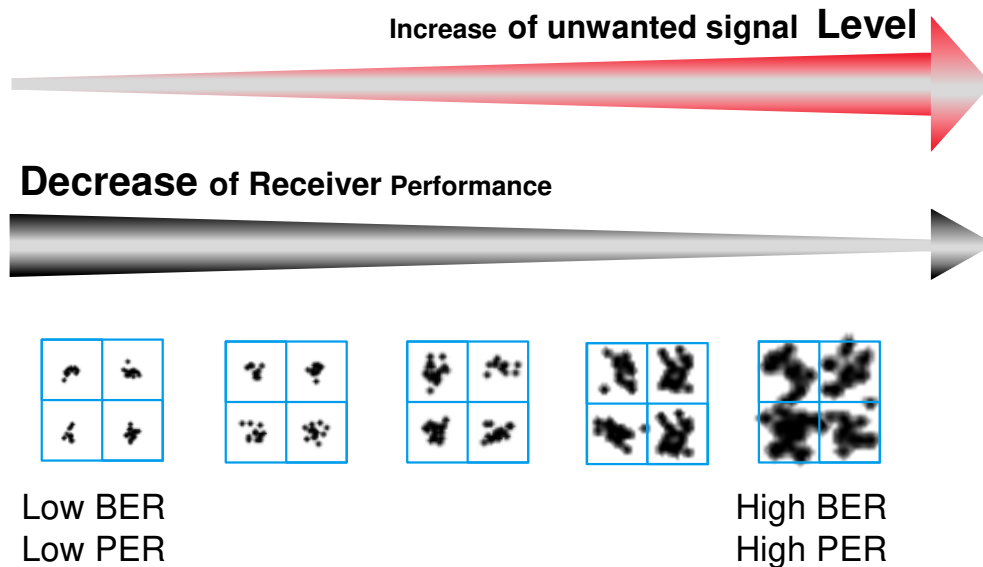 Increase of unwanted signal Level
Decrease of Receiver Performance
Low BER
Low PER
High BER
High PER